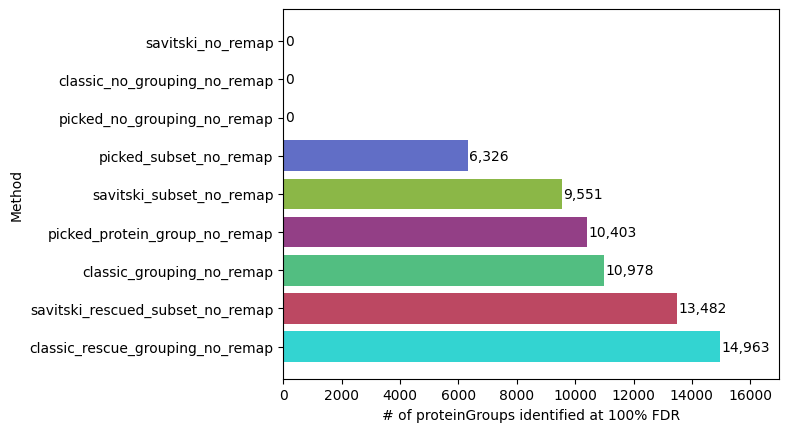 savitski_no_remap 0
classic_no_grouping_no_remap 0
picked_no_grouping_no_remap 0
picked_subset_no_remap 6,326
savitski_subset_no_remap 9,551
picked_protein_group_no_remap 10,403
classic_grouping_no_remap 10,978
savitski_rescued_subset_no_remap 13,482
classic_rescue_grouping_no_remap 14,963
Method
0 2000 4000 6000 8000 10000 12000 14000 16000
# of proteinGroups identified at 100% FDR